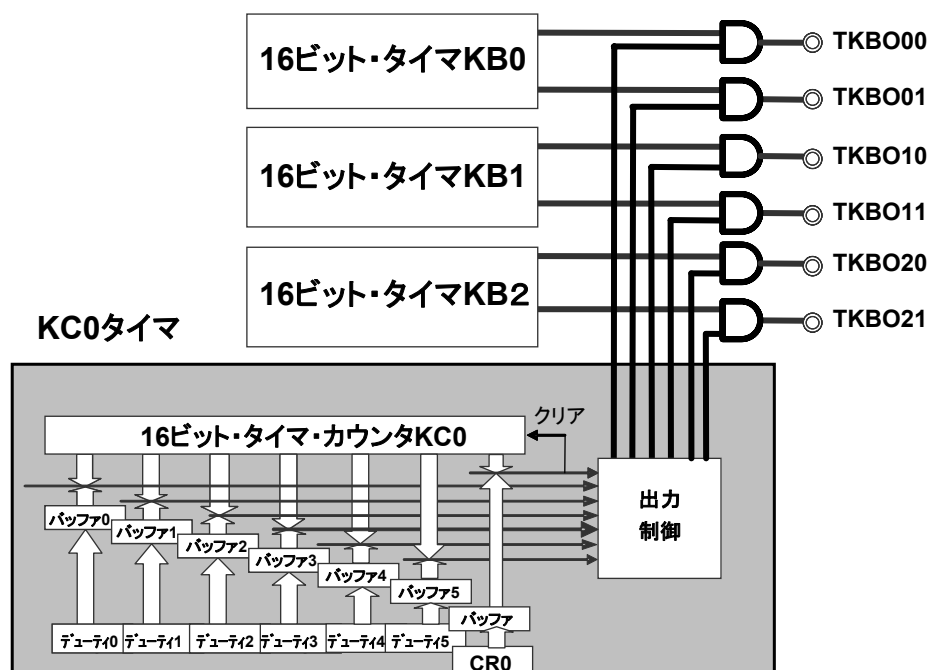 16ビット・タイマKB0
TKBO00
TKBO01
16ビット・タイマKB1
TKBO10
TKBO11
16ビット・タイマKB2
TKBO20
TKBO21
KC0タイマ
クリア
16ビット・タイマ・カウンタKC0
出力
制御
バッファ0
バッファ1
バッファ2
バッファ3
バッファ4
バッファ5
バッファ
デューティ0
デューティ1
デューティ2
デューティ3
デューティ4
デューティ5
CR0